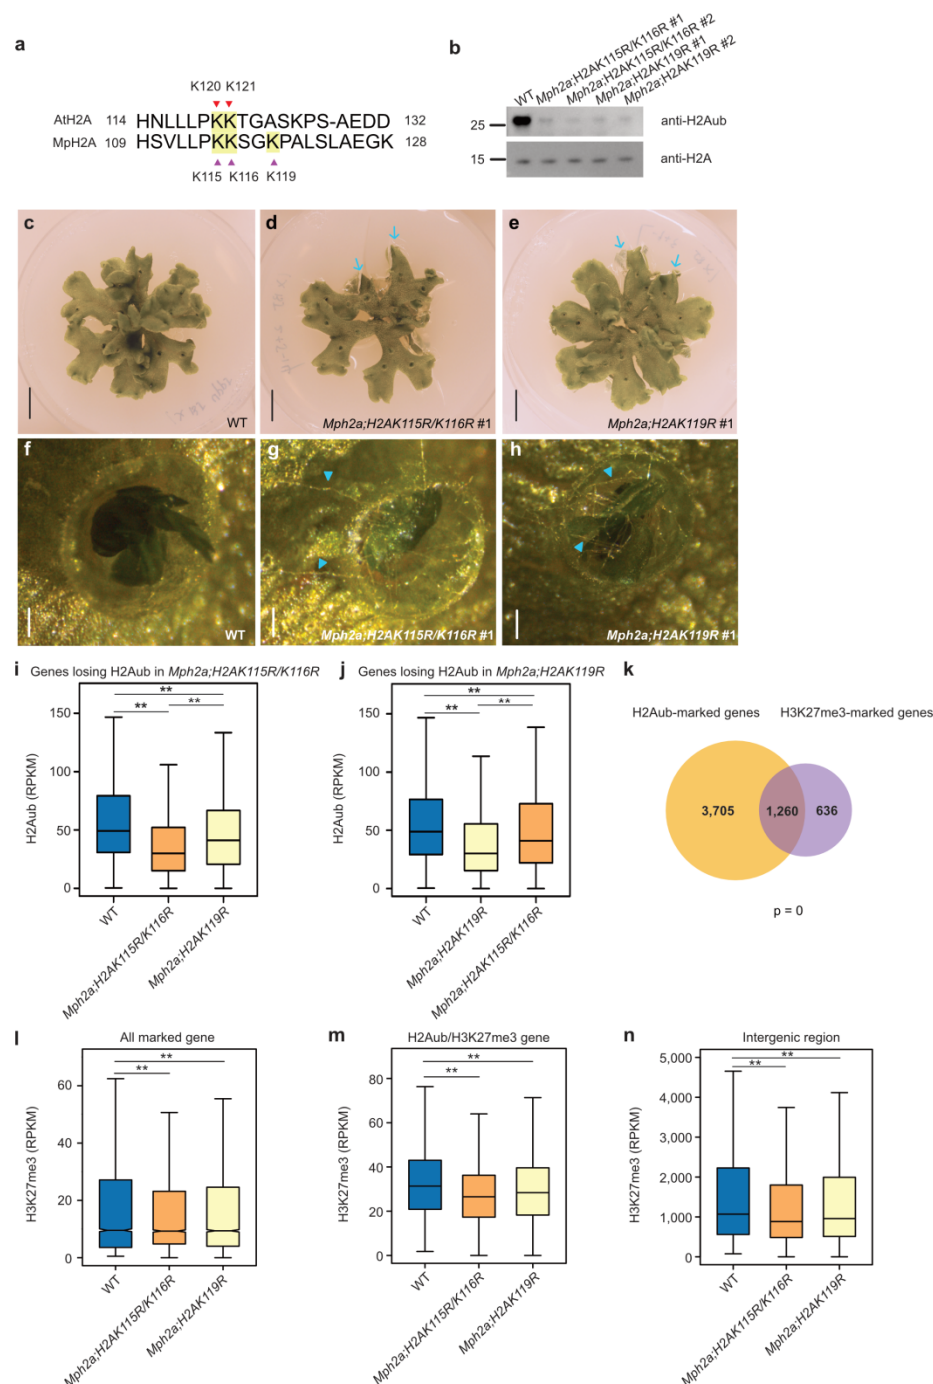 a
K120 K121
AtH2A 114 HNLLLPKKTGASKPS-AEDD 132
MpH2A 109 HSVLLPKKSGKPALSLAEGK 128
K115 K116 K119
b
WT
Mph2a;H2AK115R/K116R #1
Mph2a;H2AK115R/K116R #2
Mph2a;H2AK119R #1
Mph2a;H2AK119R #2
25 anti-H2Aub
15 anti-H2A
c
WT
d
Mph2a;H2AK115R/K116R #1
e
Mph2a;H2AK119R #1
f
WT
g
Mph2a;H2AK115R/K116R #1
h
Mph2a;H2AK119R #1
i Genes losing H2Aub in Mph2a;H2AK115R/K116R
**
** **
150
100
50
0
H2Aub (RPKM)
WT
Mph2a;H2AK115R/K116R
Mph2a;H2AK119R
j Genes losing H2Aub in Mph2a;H2AK119R
**
** **
150
100
50
0
H2Aub (RPKM)
WT
Mph2a;H2AK119R
Mph2a;H2AK115R/K116R
k
H2Aub-marked genes H3K27me3-marked genes
3,705 1,260 636
p = 0
l All marked gene
**
**
60
40
20
0
H3K27me3 (RPKM)
WT
Mph2a;H2AK115R/K116R
Mph2a;H2AK119R
m H2Aub/H3K27me3 gene
**
**
80
60
40
20
0
H3K27me3 (RPKM)
WT
Mph2a;H2AK115R/K116R
Mph2a;H2AK119R
n Intergenic region
**
**
5,000
4,000
3,000
2,000
1,000
0
H3K27me3 (RPKM)
WT
Mph2a;H2AK115R/K116R
Mph2a;H2AK119R